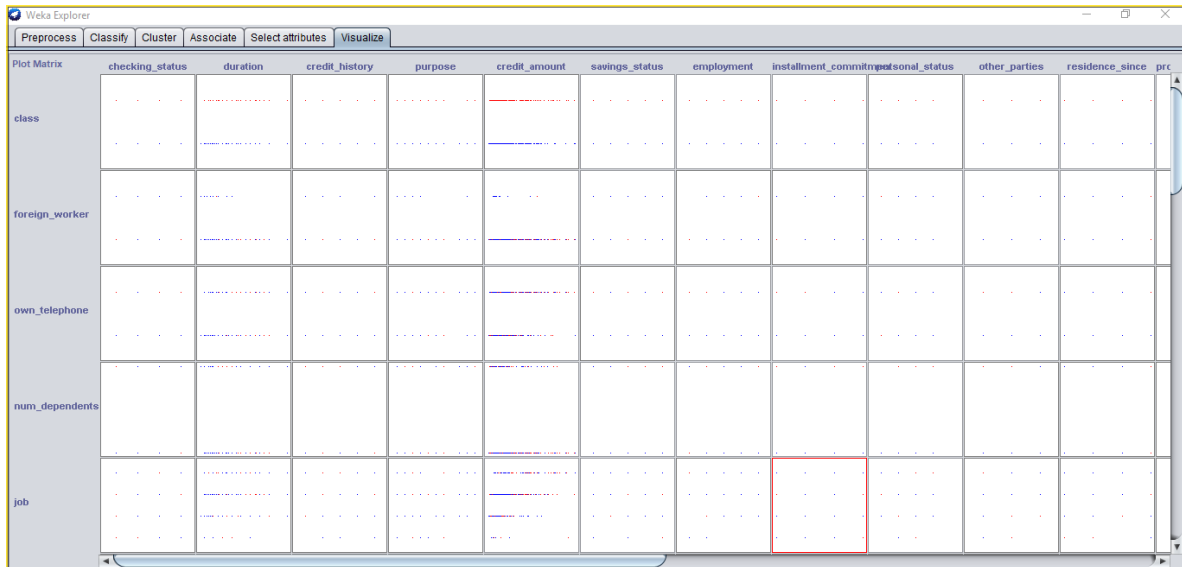 Weka Explorer
Preprocess Classify Cluster Associate Select attributes Visualize
Plot Matrix checking_status duration credit_history purpose credit_amount savings_status employment installment_commitment personal_status other_parties residence_since pro
class
foreign_worker
own_telephone
num_dependents
job